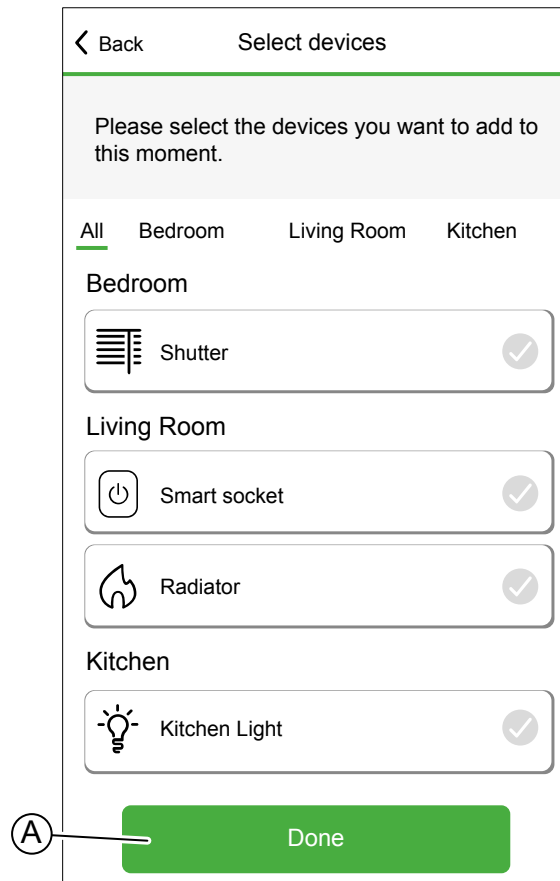 Back Select devices
Please select the devices you want to add to
this moment.
All Bedroom Living Room Kitchen
Bedroom
Shutter
Living Room
Smart socket
Radiator
Kitchen
Kitchen Light
A Done